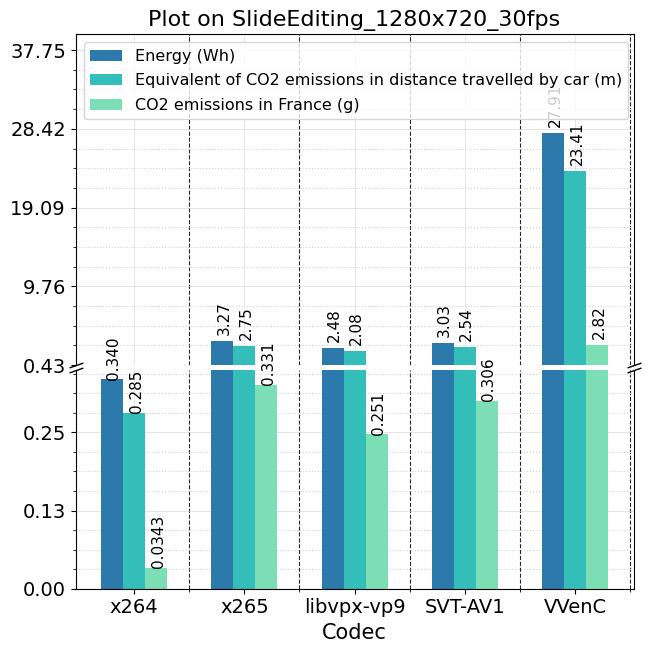 Plot on SlideEditing_1280x720_30fps
Energy (Wh)
Equivalent of CO2 emissions in distance travelled by car (m)
CO2 emissions in France (g)
37.75
28.42
19.09
9.76
0.43
0.25
0.13
0.00
0.340
0.285
0.0343
3.27
2.75
0.331
2.48
2.08
0.251
3.03
2.54
0.306
27.91
23.41
2.82
x264
x265
libvpx-vp9
SVT-AV1
VVenC
Codec